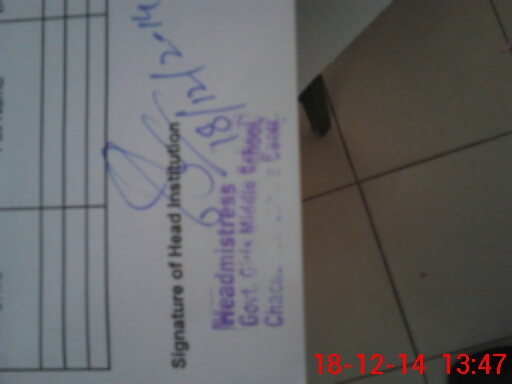 18/12/2014
Signature of Head Institution
Headmistress
Govt. Girls Middle School,
18-12-14 13:47